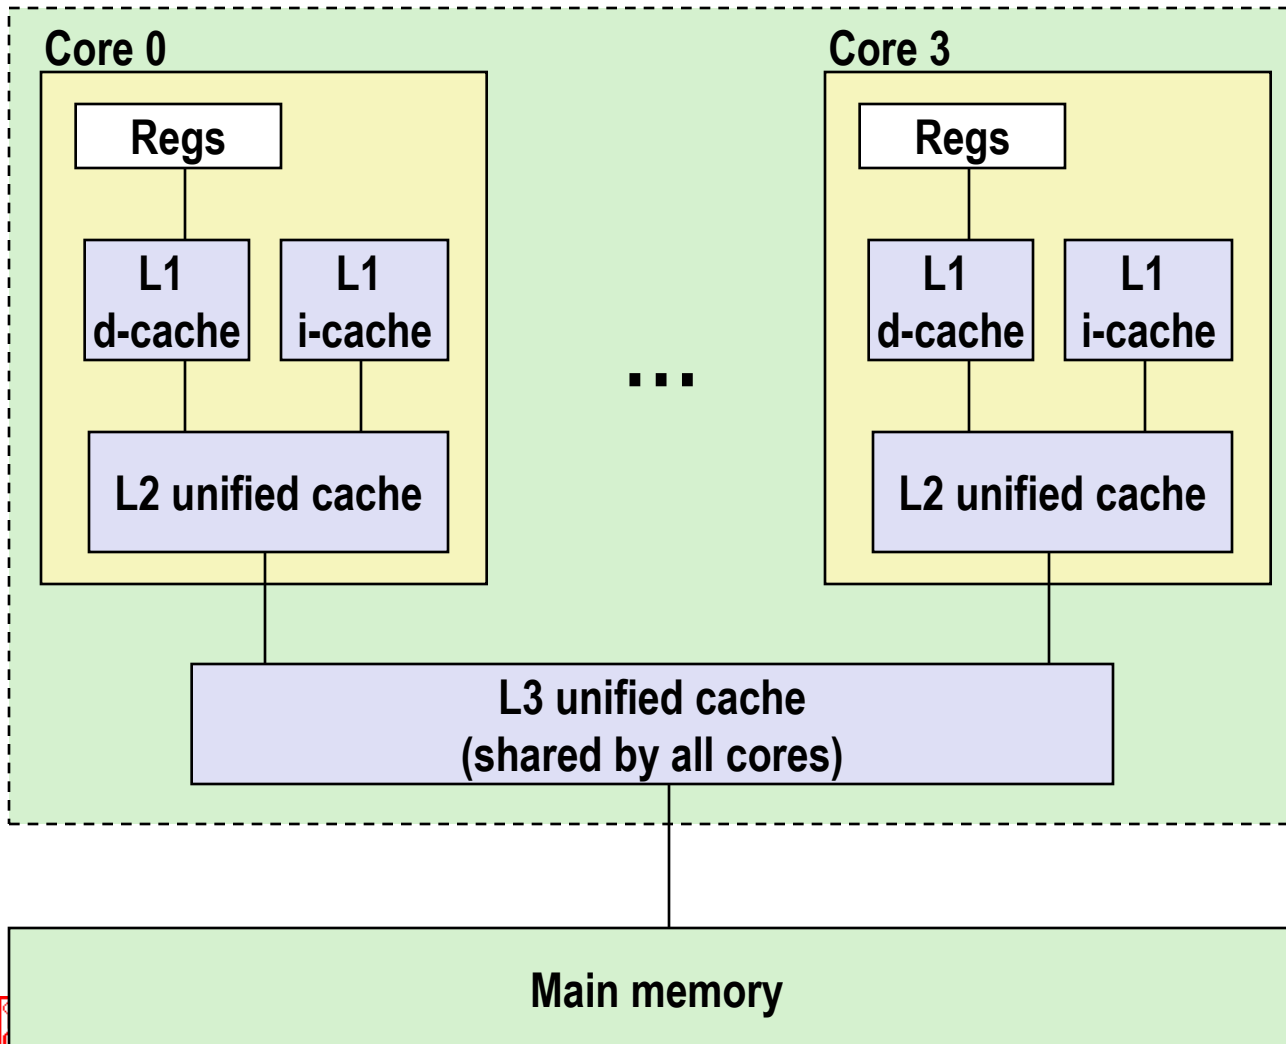 Core 0
Regs
L1
d-cache
L1
i-cache
L2 unified cache
...
Core 3
Regs
L1
d-cache
L1
i-cache
L2 unified cache
L3 unified cache
(shared by all cores)
Main memory